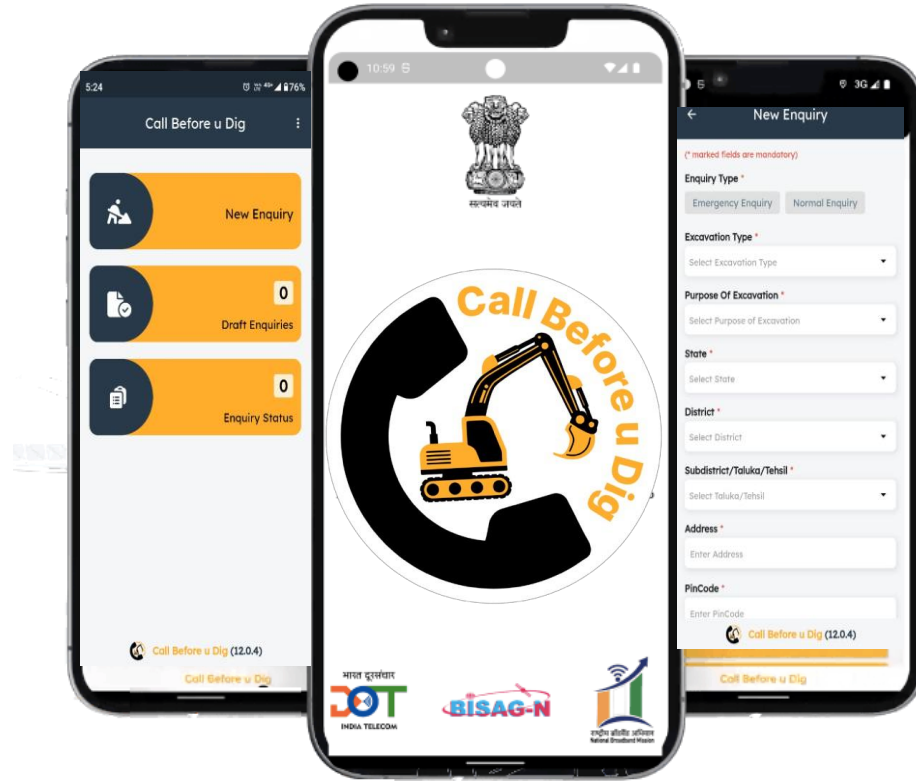 5:24
76%
Call Before u Dig
New Enquiry
0
Draft Enquiries
0
Enquiry Status
Call Before u Dig (12.0.4)
Call Before u Dig
10:59
सत्यमेव जयते
Call Before u Dig
भारत दूरसंचार
DOT
INDIA TELECOM
BISAG-N
राष्ट्रीय ब्रॉडबैंड अभियान
National Broadband Mission
3G
New Enquiry
(* marked fields are mandatory)
Enquiry Type *
Emergency Enquiry Normal Enquiry
Excavation Type *
Select Excavation Type
Purpose Of Excavation *
Select Purpose of Excavation
State *
Select State
District *
Select District
Subdistrict/Taluka/Tehsil *
Select Taluka/Tehsil
Address *
Enter Address
PinCode *
Enter PinCode
Call Before u Dig (12.0.4)
Call Before u Dig